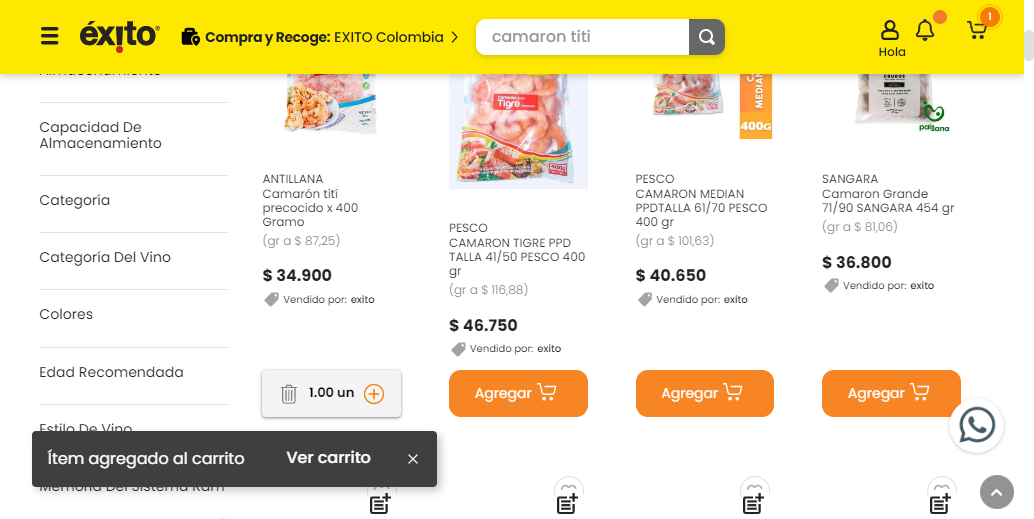 éxito
Compra y Recoge: EXITO Colombia
camaron titi
Hola
1
Capacidad De
Almacenamiento
Categoría
Categoría Del Vino
Colores
Edad Recomendada
Estilo De Vino
Memoria Del Sistema Ram
Tigre
MEDIAN
400G
CRUDOS
ANTILLANA
Camarón tití
precocido x 400
Gramo
(gr a $ 87,25)
$ 34.900
Vendido por: exito
1.00 un
PESCO
CAMARON TIGRE PPD
TALLA 41/50 PESCO 400
gr
(gr a $ 116,88)
$ 46.750
Vendido por: exito
Agregar
PESCO
CAMARON MEDIAN
PPDTALLA 61/70 PESCO
400 gr
(gr a $ 101,63)
$ 40.650
Vendido por: exito
Agregar
SANGARA
Camaron Grande
71/90 SANGARA 454 gr
(gr a $ 81,06)
$ 36.800
Vendido por: exito
Agregar
Ítem agregado al carrito
Ver carrito